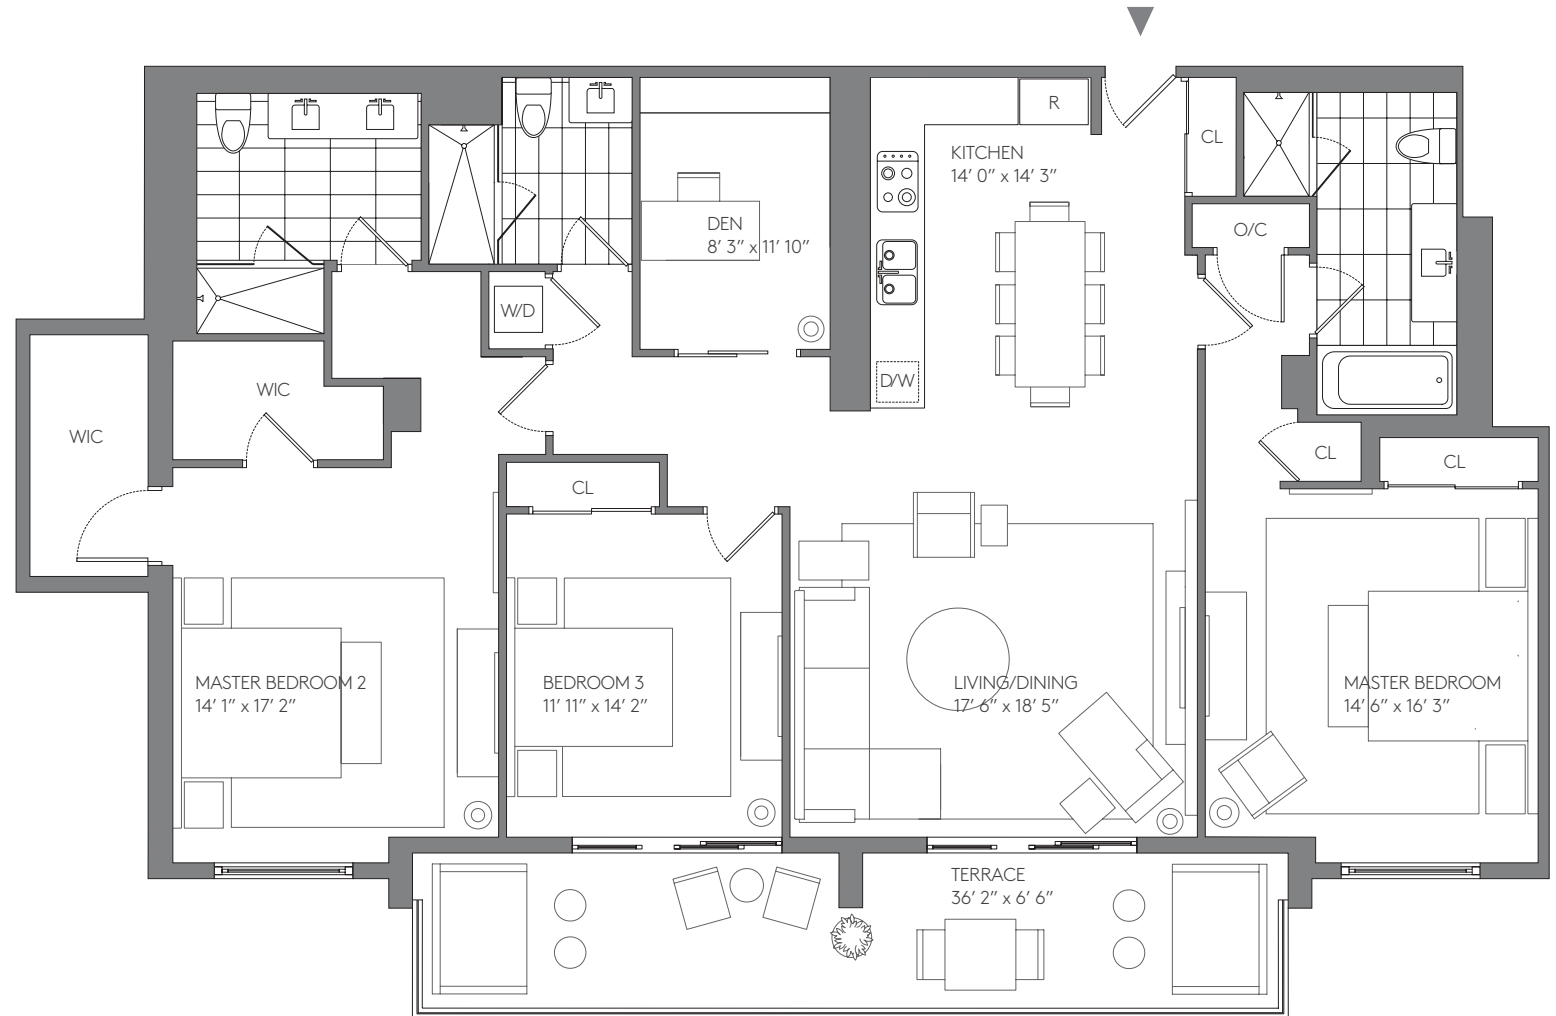 R
KITCHEN
14' 0" x 14' 3"
CL
DEN
8' 3" x 11' 10"
O/C
W/D
D/W
WIC
WIC
CL
CL
CL
MASTER BEDROOM 2
14' 1" x 17' 2"
BEDROOM 3
11' 11" x 14' 2"
LIVING/DINING
17' 6" x 18' 5"
MASTER BEDROOM
14' 6" x 16' 3"
TERRACE
36' 2" x 6' 6"